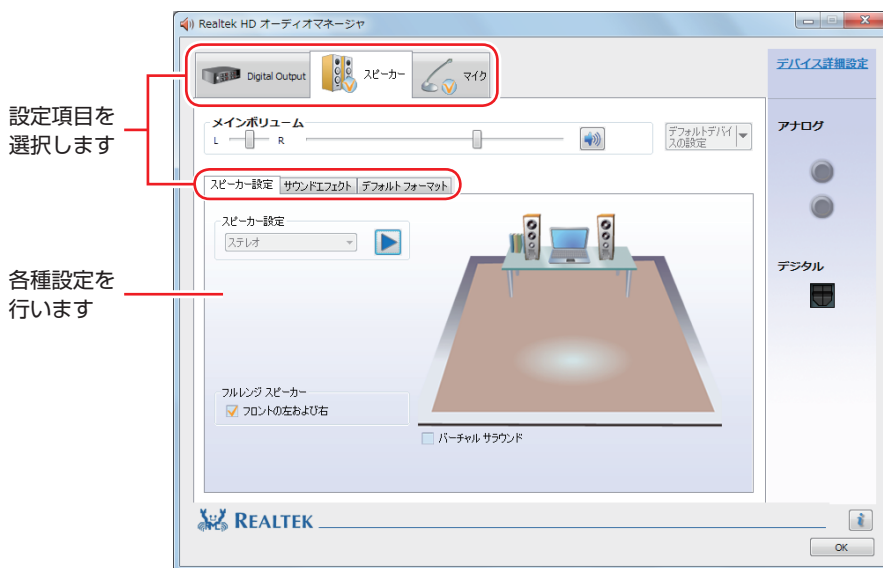 Realtek HD オーディオマネージャ
Digital Output
スピーカー
マイク
デバイス詳細設定
設定項目を
選択します
メインボリューム
L
R
デフォルトデバイ
スの設定
アナログ
スピーカー設定
サウンドエフェクト
デフォルト フォーマット
スピーカー設定
ステレオ
デジタル
各種設定を
行います
フルレンジ スピーカー
フロントの左および右
バーチャル サラウンド
REALTEK
i
OK